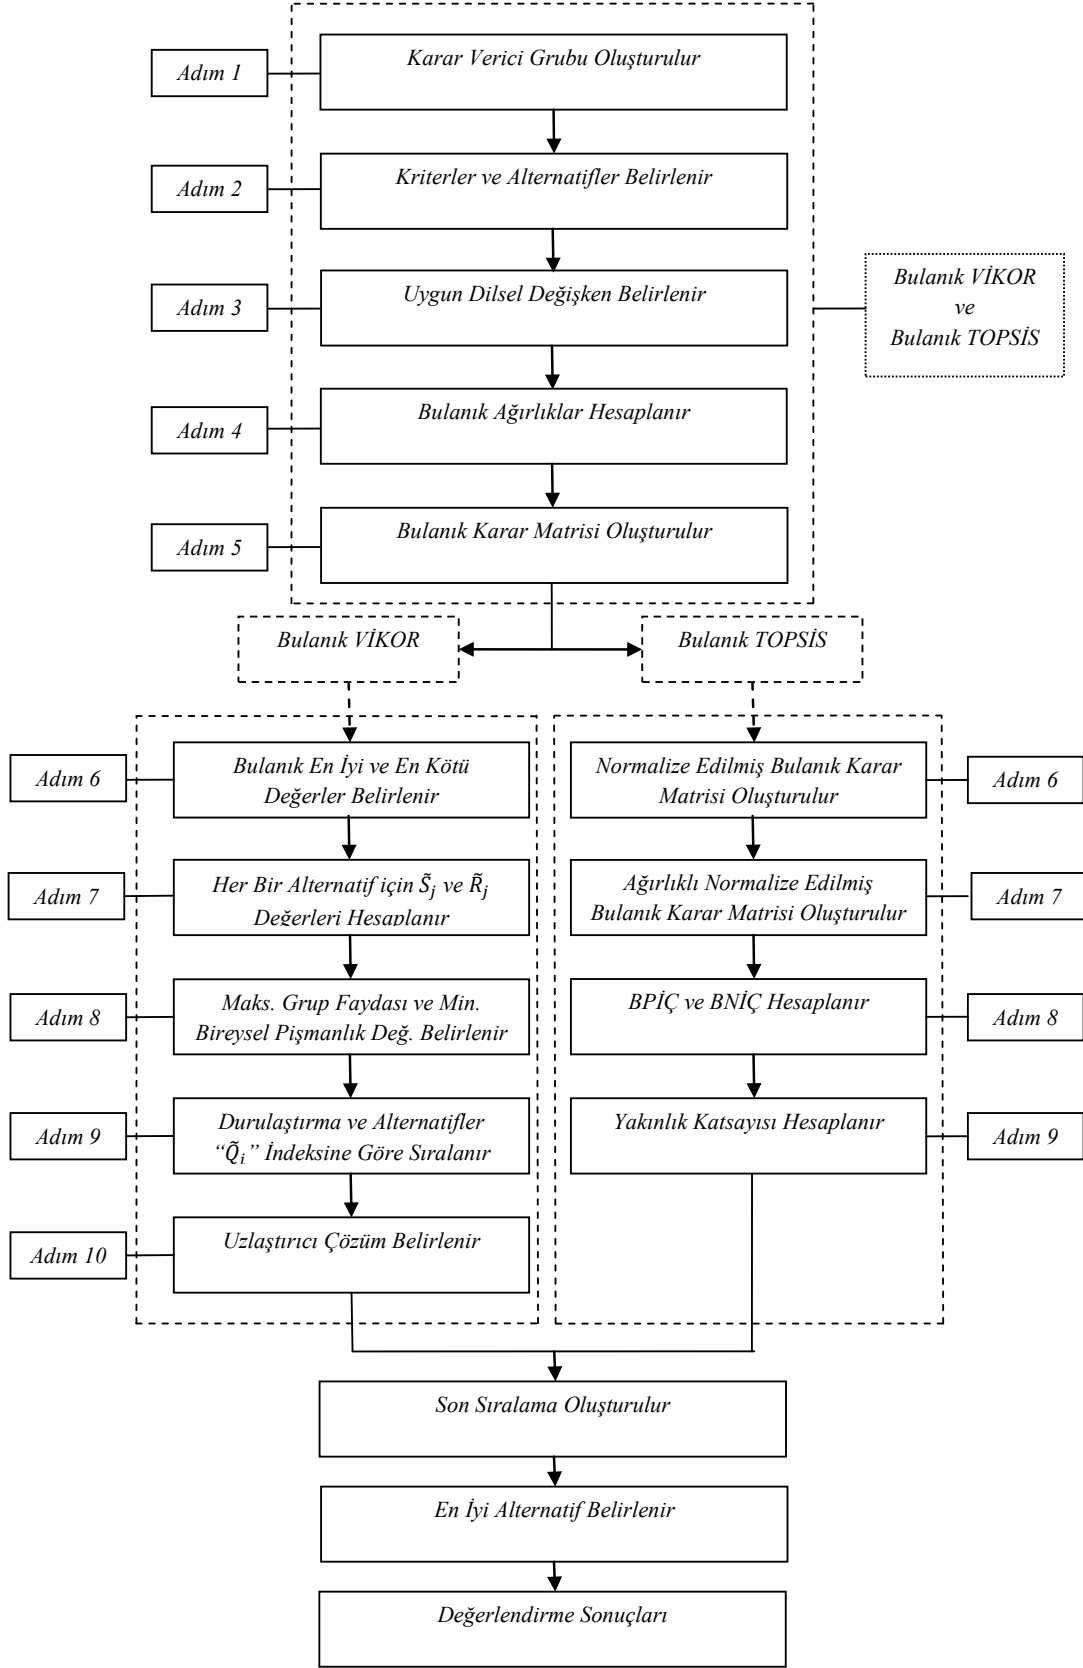 Adım 1
Karar Verici Grubu Oluşturulur
Adım 2
Kriterler ve Alternatifler Belirlenir
Adım 3
Uygun Dilsel Değişken Belirlenir
Bulanık VİKOR
ve
Bulanık TOPSİS
Adım 4
Bulanık Ağırlıklar Hesaplanır
Adım 5
Bulanık Karar Matrisi Oluşturulur
Bulanık VİKOR
Bulanık TOPSİS
Adım 6
Bulanık En İyi ve En Kötü
Değerler Belirlenir
Normalize Edilmiş Bulanık Karar
Matrisi Oluşturulur
Adım 6
Adım 7
Her Bir Alternatif için S̃ⱼ ve R̃ⱼ
Değerleri Hesaplanır
Ağırlıklı Normalize Edilmiş
Bulanık Karar Matrisi Oluşturulur
Adım 7
Adım 8
Maks. Grup Faydası ve Min.
Bireysel Pişmanlık Değ. Belirlenir
BPİÇ ve BNİÇ Hesaplanır
Adım 8
Adım 9
Durulaştırma ve Alternatifler
“Q̃ᵢ” İndeksine Göre Sıralanır
Yakınlık Katsayısı Hesaplanır
Adım 9
Adım 10
Uzlaştırıcı Çözüm Belirlenir
Son Sıralama Oluşturulur
En İyi Alternatif Belirlenir
Değerlendirme Sonuçları